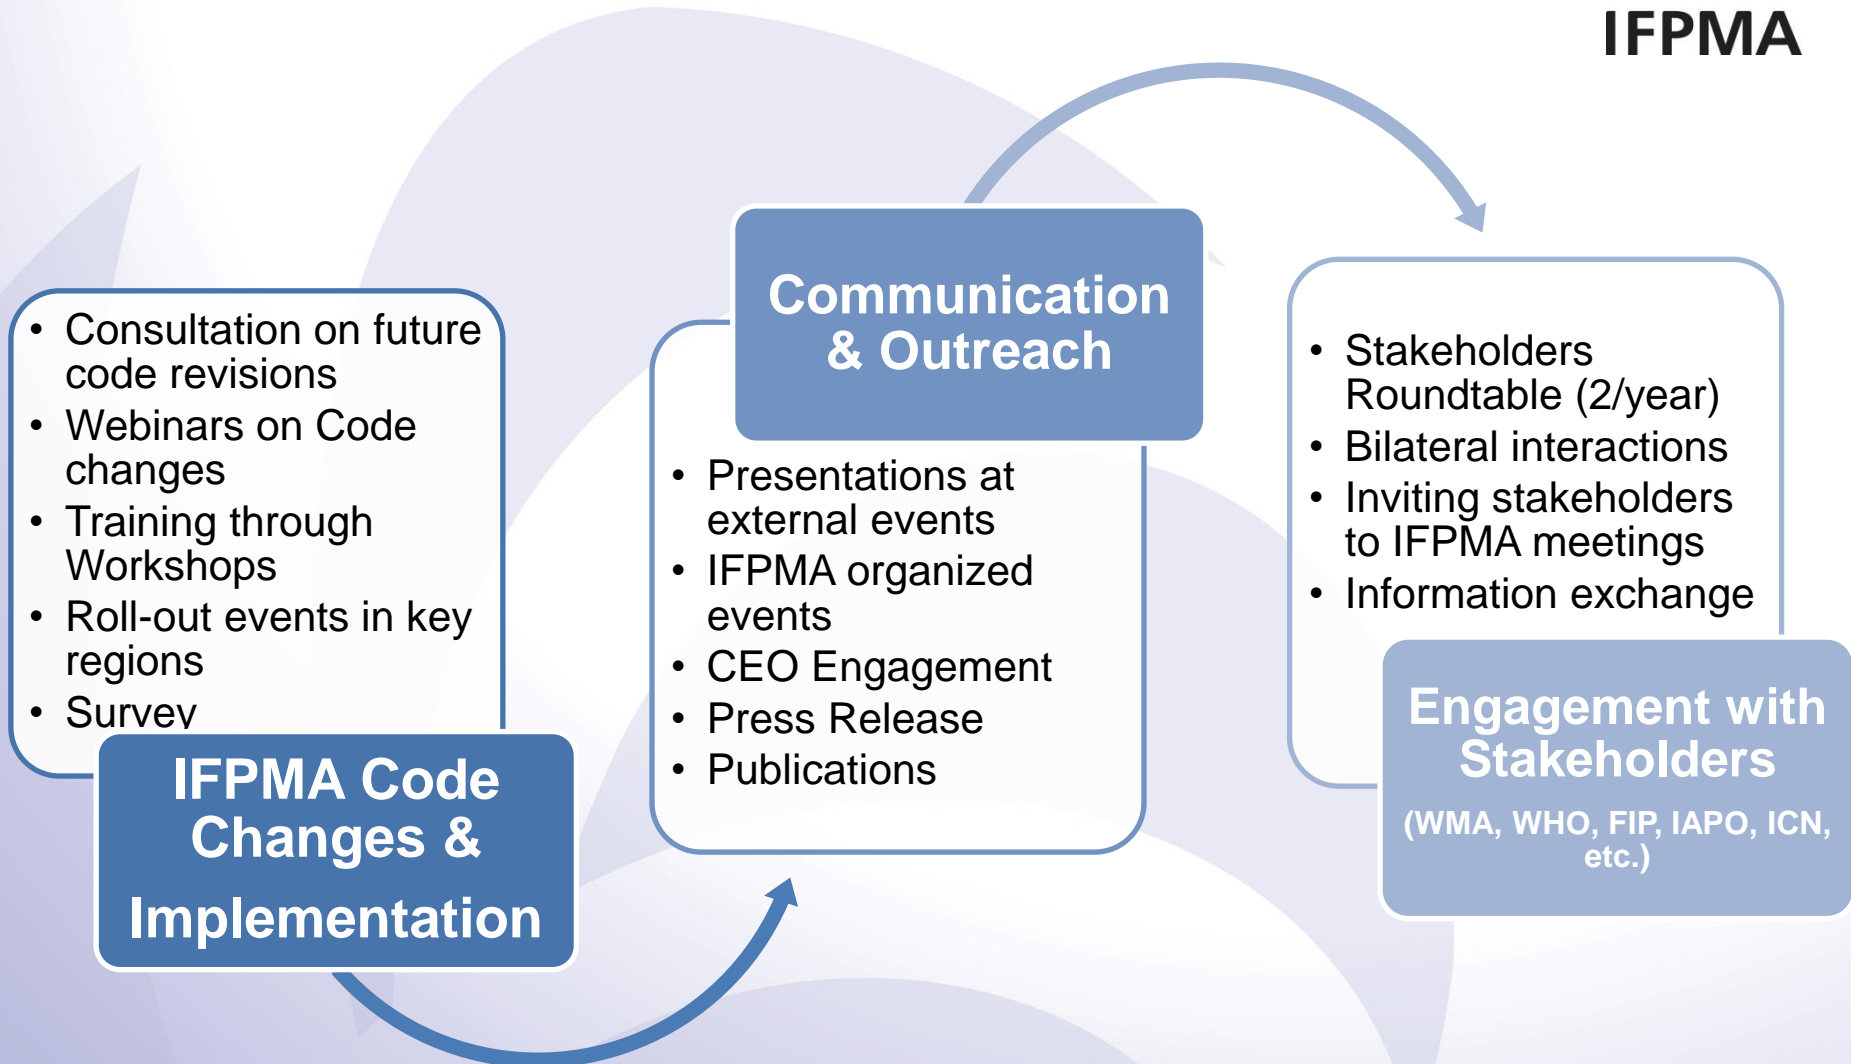 IFPMA
• Consultation on future
code revisions
• Webinars on Code
changes
• Training through
Workshops
• Roll-out events in key
regions
• Survey
IFPMA Code
Changes &
Implementation
Communication
& Outreach
• Presentations at
external events
• IFPMA organized
events
• CEO Engagement
• Press Release
• Publications
• Stakeholders
Roundtable (2/year)
• Bilateral interactions
• Inviting stakeholders
to IFPMA meetings
• Information exchange
Engagement with
Stakeholders
(WMA, WHO, FIP, IAPO, ICN,
etc.)